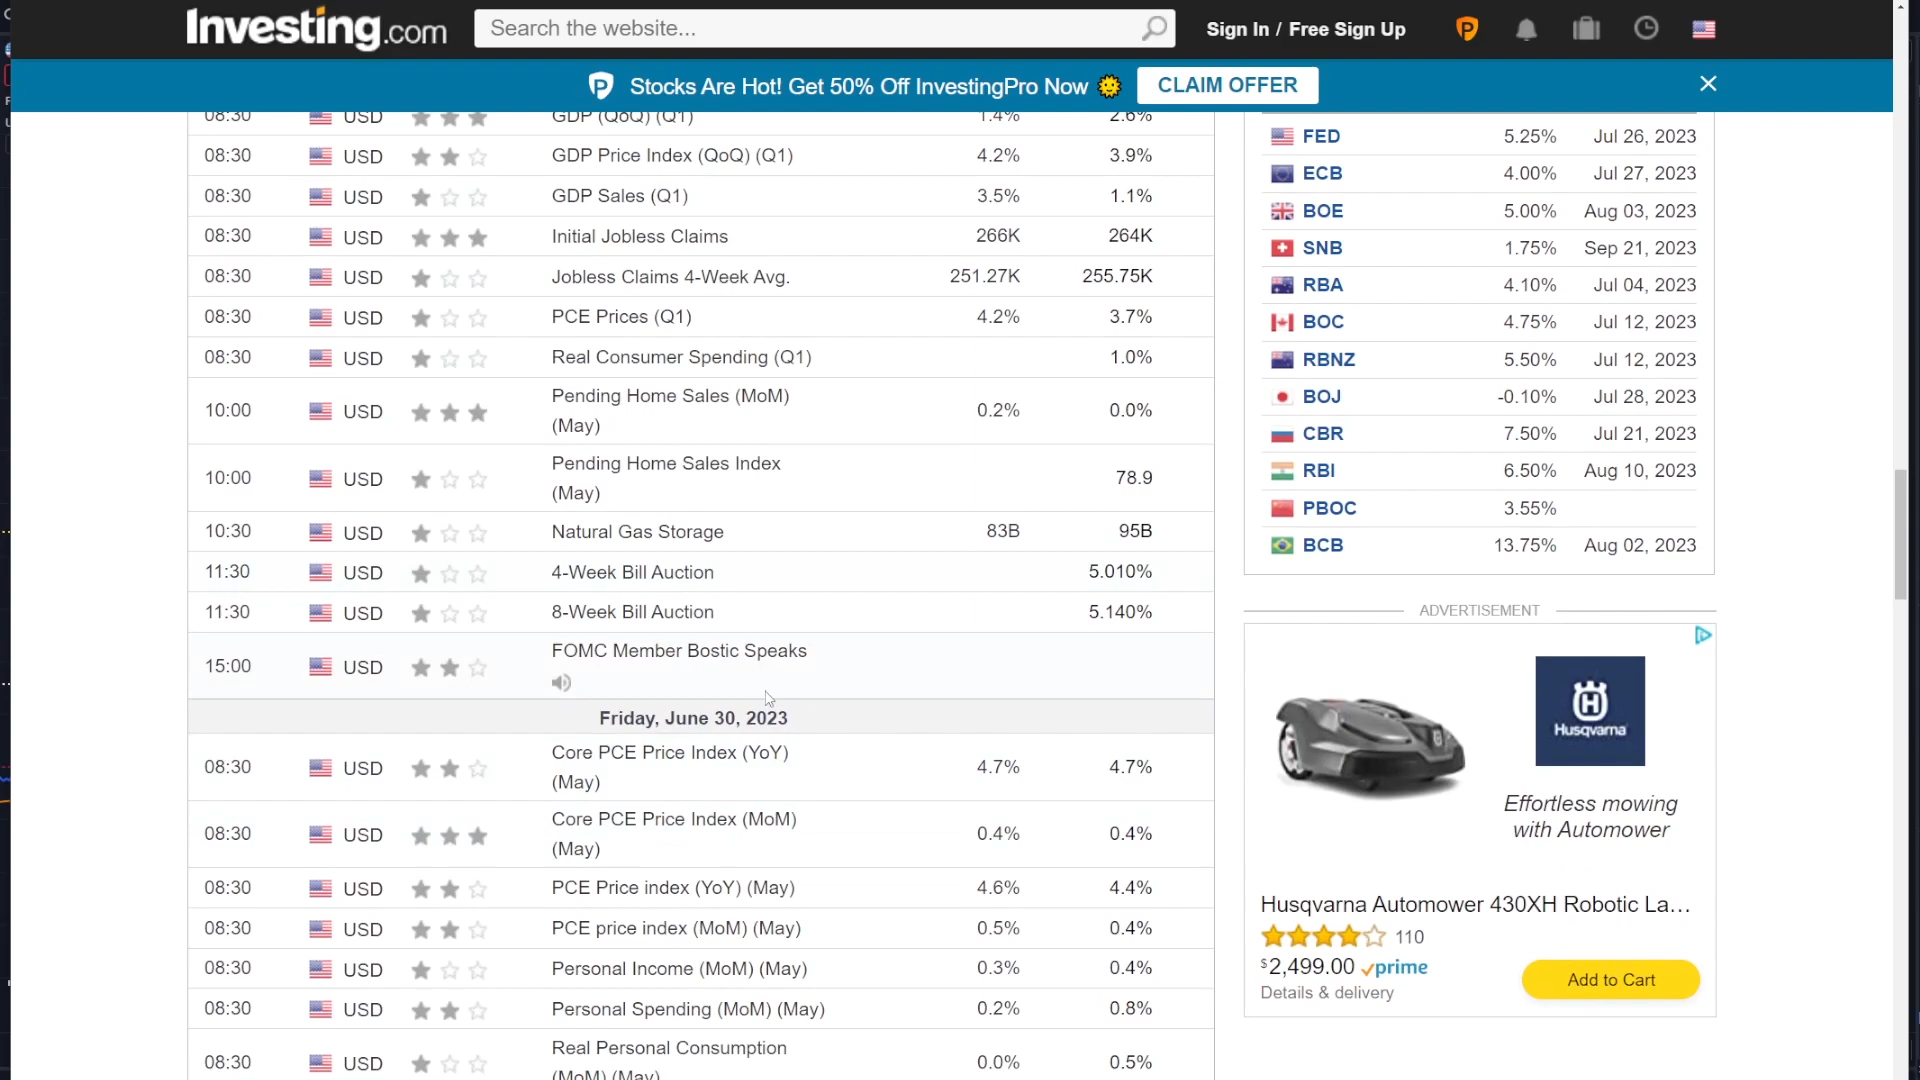 Investing.com
Search the website...
Sign In / Free Sign Up
Stocks Are Hot! Get 50% Off InvestingPro Now CLAIM OFFER
08:30 USD GDP (QoQ) (Q1) 1.4% 2.6%
08:30 USD GDP Price Index (QoQ) (Q1) 4.2% 3.9%
08:30 USD GDP Sales (Q1) 3.5% 1.1%
08:30 USD Initial Jobless Claims 266K 264K
08:30 USD Jobless Claims 4-Week Avg. 251.27K 255.75K
08:30 USD PCE Prices (Q1) 4.2% 3.7%
08:30 USD Real Consumer Spending (Q1) 1.0%
10:00 USD Pending Home Sales (MoM) 0.2% 0.0%
(May)
10:00 USD Pending Home Sales Index 78.9
(May)
10:30 USD Natural Gas Storage 83B 95B
11:30 USD 4-Week Bill Auction 5.010%
11:30 USD 8-Week Bill Auction 5.140%
15:00 USD FOMC Member Bostic Speaks
Friday, June 30, 2023
08:30 USD Core PCE Price Index (YoY) 4.7% 4.7%
(May)
08:30 USD Core PCE Price Index (MoM) 0.4% 0.4%
(May)
08:30 USD PCE Price index (YoY) (May) 4.6% 4.4%
08:30 USD PCE price index (MoM) (May) 0.5% 0.4%
08:30 USD Personal Income (MoM) (May) 0.3% 0.4%
08:30 USD Personal Spending (MoM) (May) 0.2% 0.8%
08:30 USD Real Personal Consumption 0.0% 0.5%
(MoM) (May)
FED 5.25% Jul 26, 2023
ECB 4.00% Jul 27, 2023
BOE 5.00% Aug 03, 2023
SNB 1.75% Sep 21, 2023
RBA 4.10% Jul 04, 2023
BOC 4.75% Jul 12, 2023
RBNZ 5.50% Jul 12, 2023
BOJ -0.10% Jul 28, 2023
CBR 7.50% Jul 21, 2023
RBI 6.50% Aug 10, 2023
PBOC 3.55%
BCB 13.75% Aug 02, 2023
ADVERTISEMENT
Husqvarna
Effortless mowing
with Automower
Husqvarna Automower 430XH Robotic La...
110
$2,499.00 prime
Details & delivery
Add to Cart